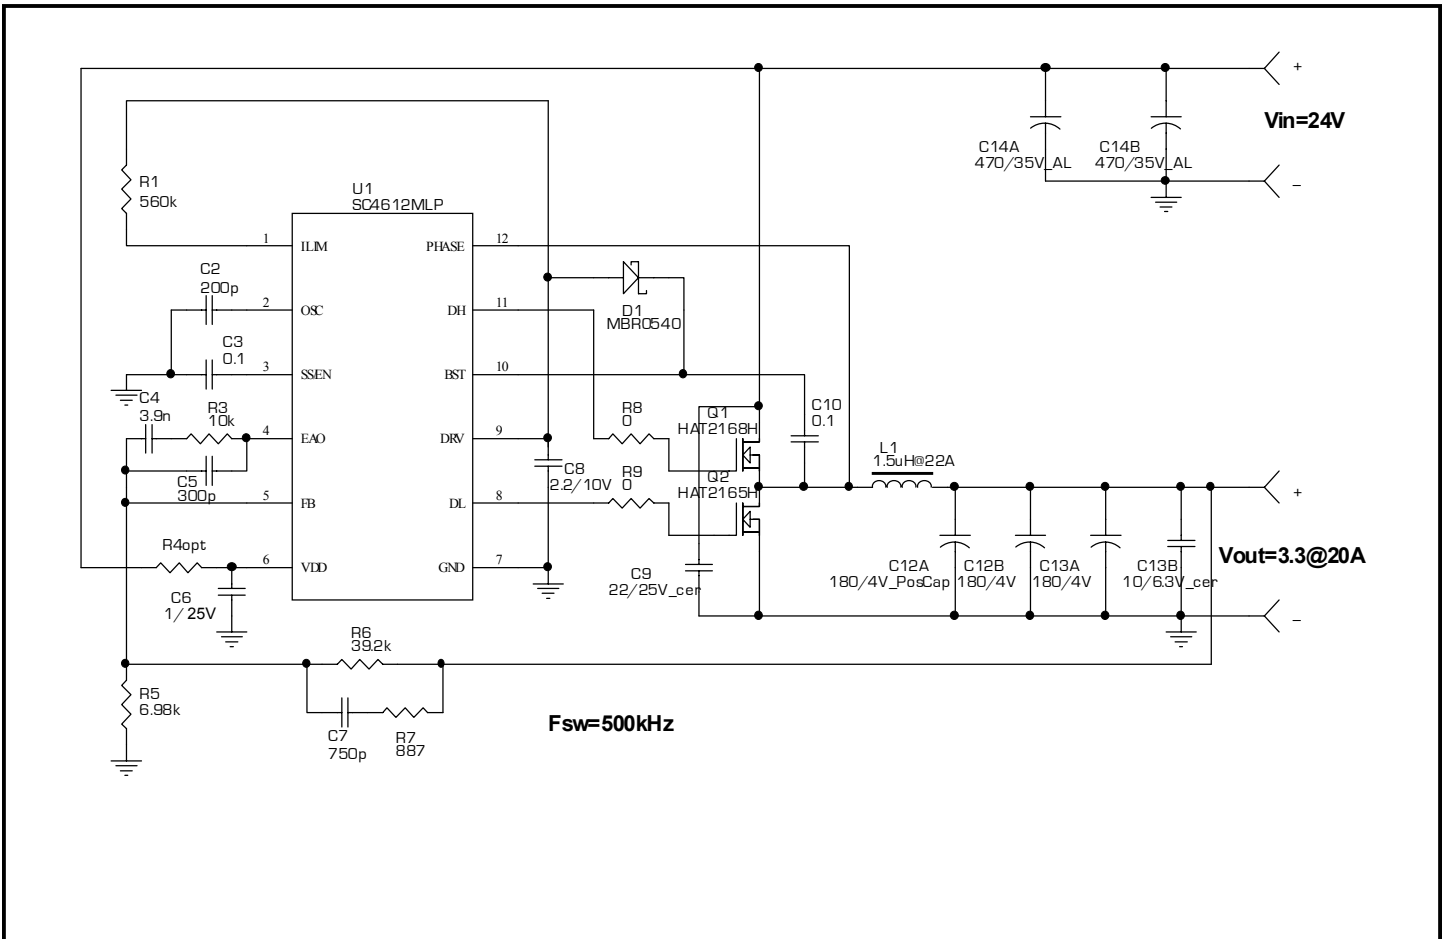 +
Vin=24V
C14A
470/35V_AL
C14B
470/35V_AL
–
R1
560k
U1
SC4612MLP
1
ILIM
PHASE
12
C2
200p
2
OSC
DH
11
D1
MBR0540
C3
0.1
3
SS/EN
BST
10
C4
3.9n
R3
10k
4
EAO
DRV
9
C5
300p
5
FB
DL
8
R4opt
6
VDD
GND
7
C6
1/25V
C8
2.2/10V
R8
0
R9
0
Q1
HAT2168H
Q2
HAT2165H
C10
0.1
L1
1.5uH@22A
C9
22/25V_cer
C12A
180/4V_PosCap
C12B
180/4V
C13A
180/4V
C13B
10/6.3V_cer
+
Vout=3.3@20A
–
R6
39.2k
R5
6.98k
C7
750p
R7
887
Fsw=500kHz